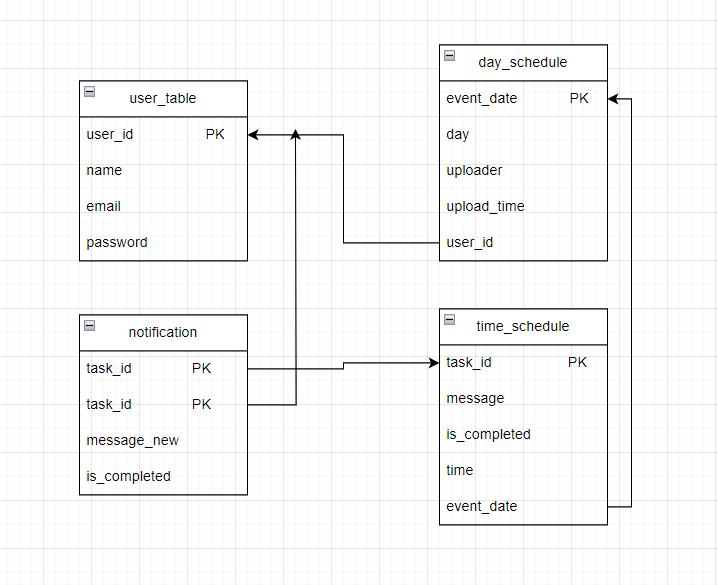 user_table
user_id PK
name
email
password
day_schedule
event_date PK
day
uploader
upload_time
user_id
notification
task_id PK
task_id PK
message_new
is_completed
time_schedule
task_id PK
message
is_completed
time
event_date